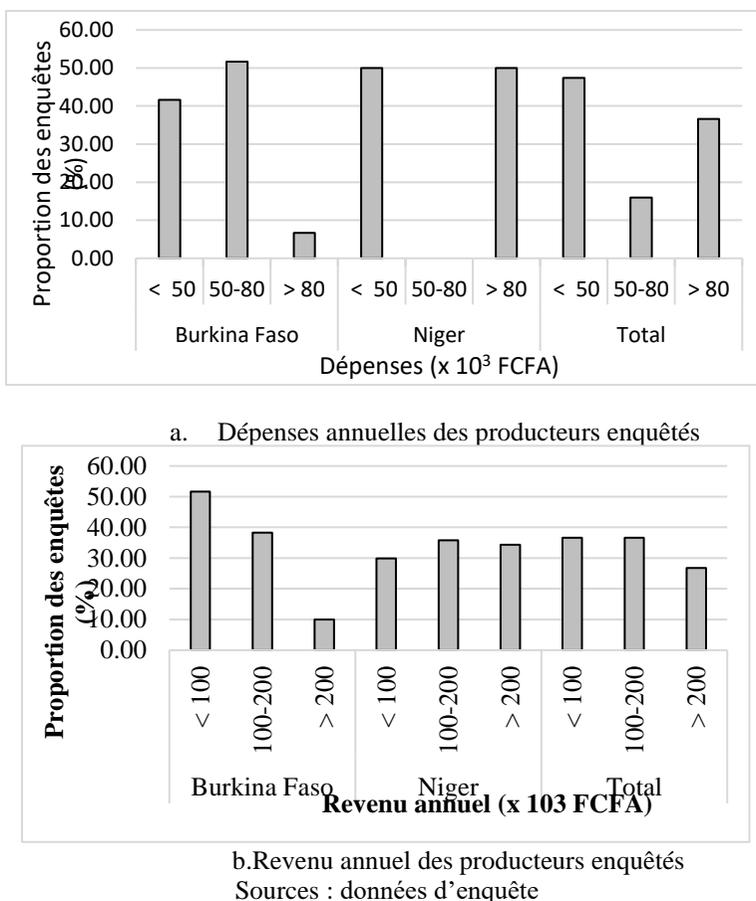 60.00
50.00
40.00
30.00
20.00
10.00
0.00
Proportion des enquêtes
(%)
< 50 50-80 > 80 < 50 50-80 > 80 < 50 50-80 > 80
Burkina Faso Niger Total
Dépenses (x 10³ FCFA)
a. Dépenses annuelles des producteurs enquêtés
60.00
50.00
40.00
30.00
20.00
10.00
0.00
Proportion des enquêtes
(%)
< 100 100-200 > 200 < 100 100-200 > 200 < 100 100-200 > 200
Burkina Faso Niger Total
Revenu annuel (x 103 FCFA)
b.Revenu annuel des producteurs enquêtés
Sources : données d’enquête